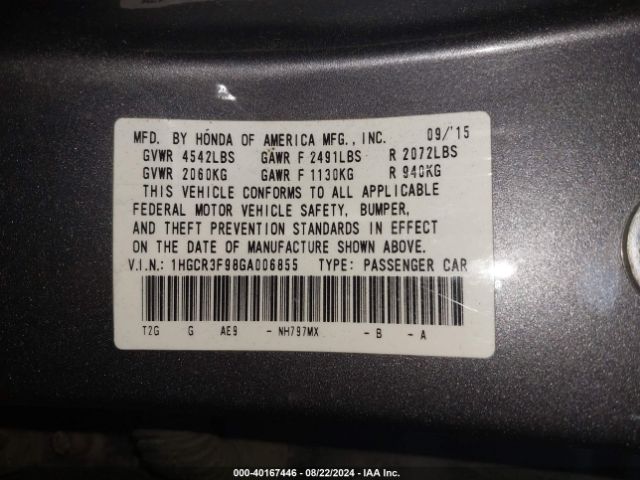 MFD. BY HONDA OF AMERICA MFG., INC. 09/'15
GVWR 4542LBS GAWR F 2491LBS R 2072LBS
GVWR 2060KG GAWR F 1130KG R 940KG
THIS VEHICLE CONFORMS TO ALL APPLICABLE
FEDERAL MOTOR VEHICLE SAFETY, BUMPER,
AND THEFT PREVENTION STANDARDS IN EFFECT
ON THE DATE OF MANUFACTURE SHOWN ABOVE.
V.I.N.: 1HGCR3F98GA006855 TYPE: PASSENGER CAR
T2G G AE9 - NH797MX - B - A
000-40167446 - 08/22/2024 - IAA Inc.